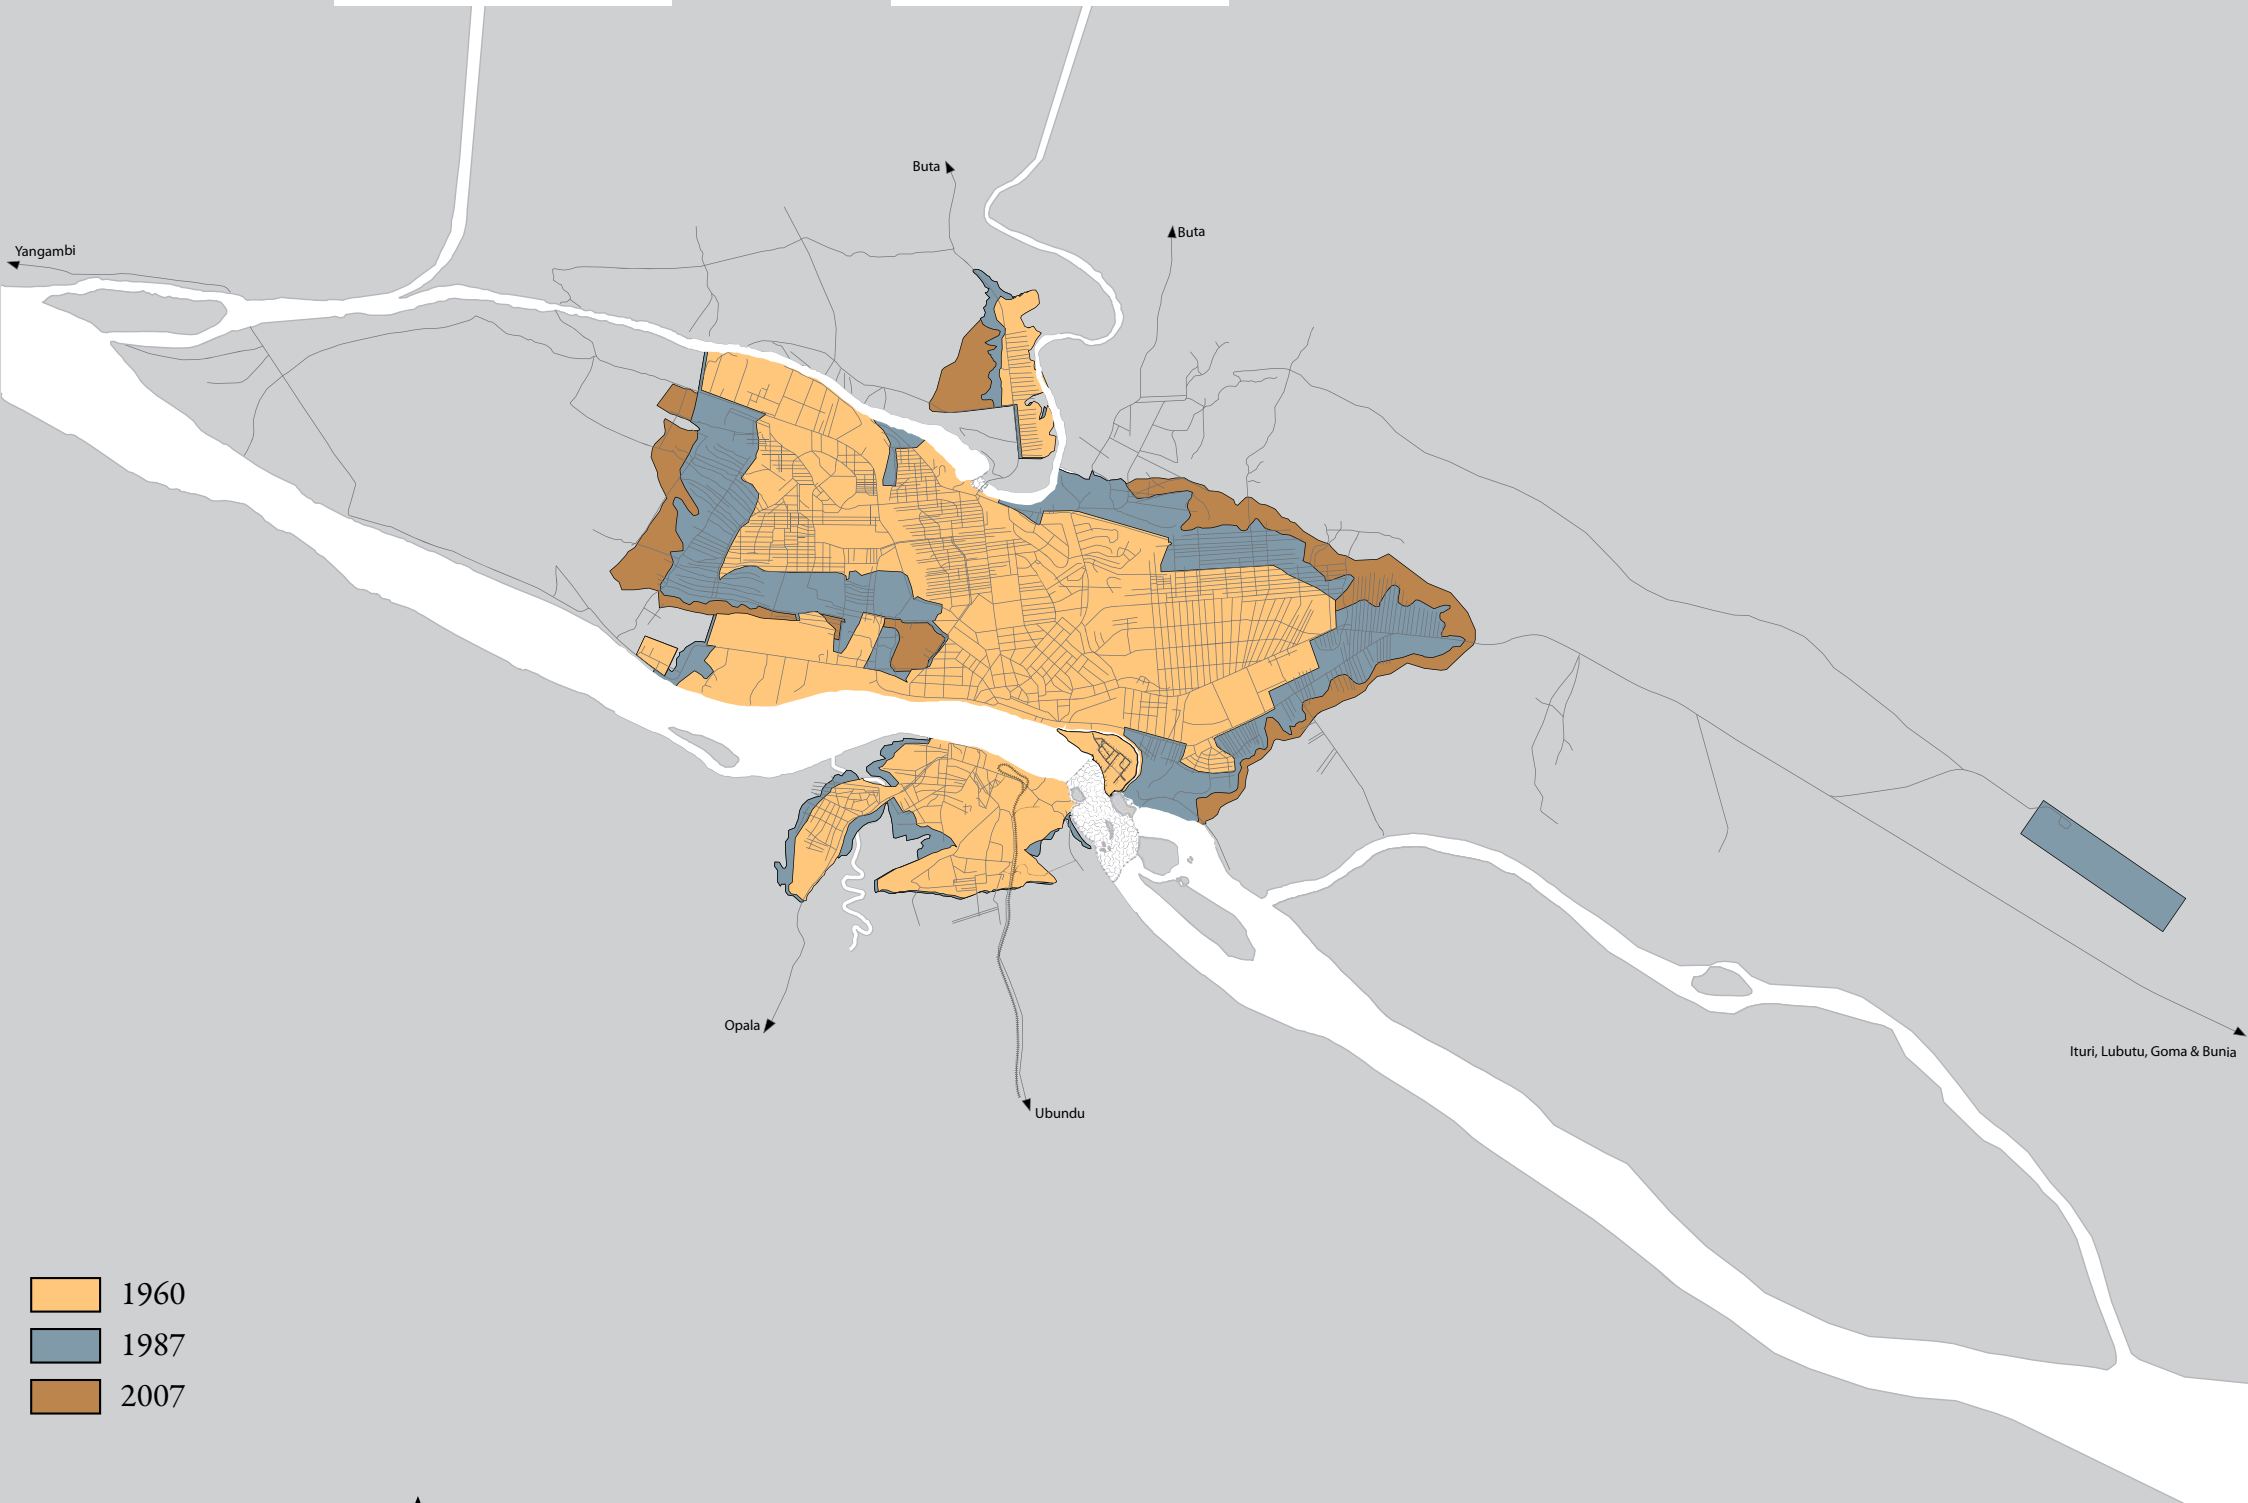 Buta
Buta
Yangambi
Opala
Ituri, Lubutu, Goma & Bunia
Ubundu
1960
1987
2007